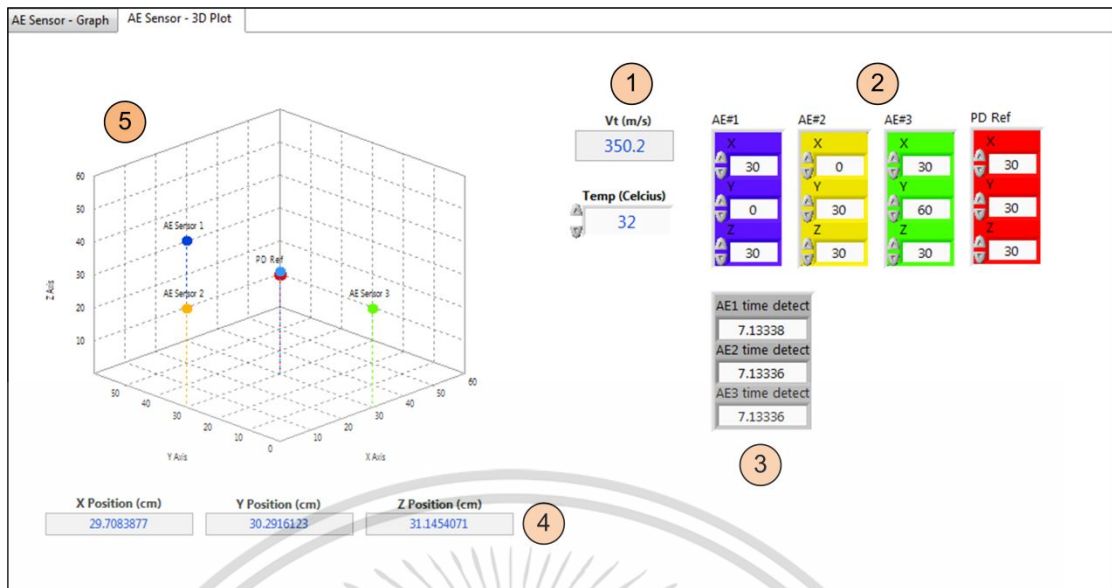 AE Sensor - Graph
AE Sensor - 3D Plot
5
1
2
Vt (m/s)
350.2
Temp (Celcius)
32
AE#1
X
30
Y
0
Z
30
AE#2
X
0
Y
30
Z
30
AE#3
X
30
Y
60
Z
30
PD Ref
X
30
Y
30
Z
30
AE1 time detect
7.13338
AE2 time detect
7.13336
AE3 time detect
7.13336
3
60
50
40
30
20
10
Z Axis
AE Sensor 1
PD Ref
AE Sensor 2
AE Sensor 3
50
40
30
20
10
0
Y Axis
10
20
30
40
50
60
X Axis
X Position (cm)
29.7083877
Y Position (cm)
30.2916123
Z Position (cm)
31.1454071
4